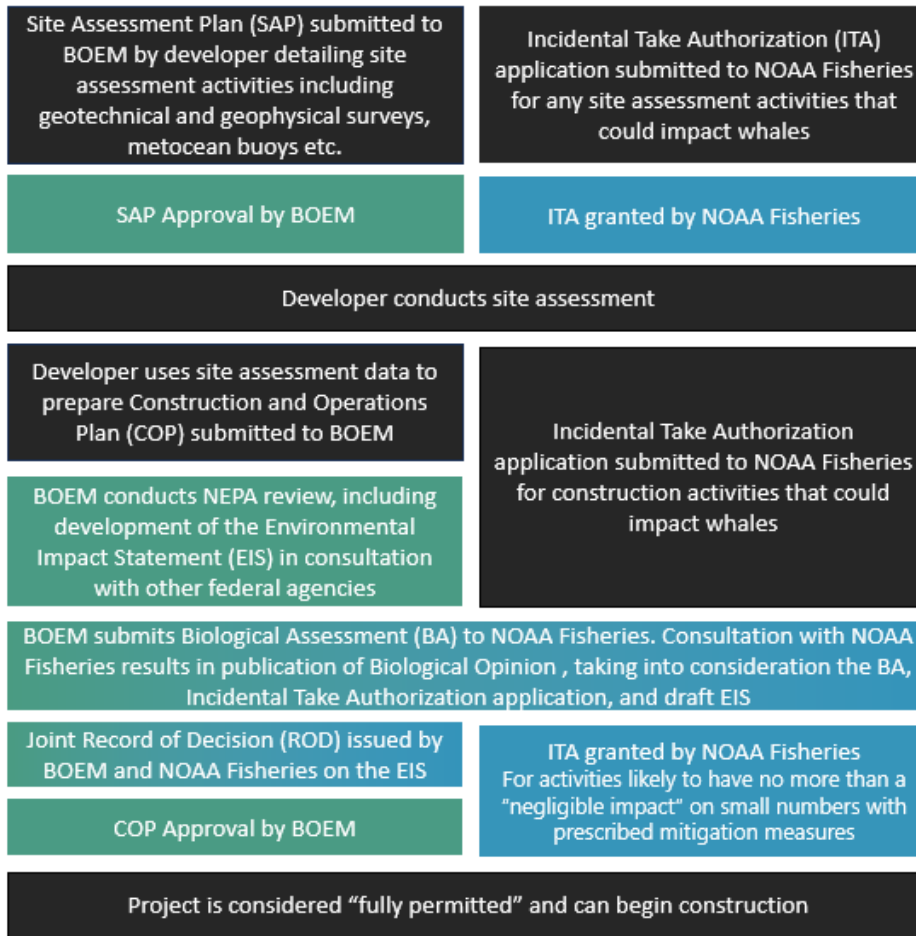 Site Assessment Plan (SAP) submitted to
BOEM by developer detailing site
assessment activities including
geotechnical and geophysical surveys,
metocean buoys etc.
Incidental Take Authorization (ITA)
application submitted to NOAA Fisheries
for any site assessment activities that
could impact whales
SAP Approval by BOEM
ITA granted by NOAA Fisheries
Developer conducts site assessment
Developer uses site assessment data to
prepare Construction and Operations
Plan (COP) submitted to BOEM
Incidental Take Authorization
application submitted to NOAA Fisheries
for construction activities that could
impact whales
BOEM conducts NEPA review, including
development of the Environmental
Impact Statement (EIS) in consultation
with other federal agencies
BOEM submits Biological Assessment (BA) to NOAA Fisheries. Consultation with NOAA
Fisheries results in publication of Biological Opinion , taking into consideration the BA,
Incidental Take Authorization application, and draft EIS
Joint Record of Decision (ROD) issued by
BOEM and NOAA Fisheries on the EIS
ITA granted by NOAA Fisheries
For activities likely to have no more than a
"negligible impact" on small numbers with
prescribed mitigation measures
COP Approval by BOEM
Project is considered “fully permitted” and can begin construction